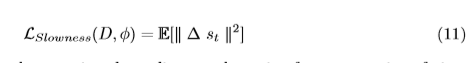 ℒ_{Slowness}(D, ϕ) = 𝔼[∥ Δ s_t ∥²] (11)